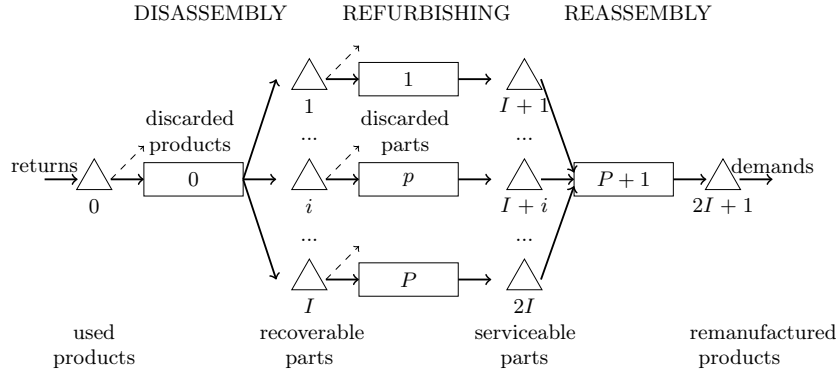 DISASSEMBLY REFURBISHING REASSEMBLY
1
1 I + 1
discarded products
discarded parts
... ...
returns 0 p P + 1 demands
0 i I + i 2I + 1
... ...
P
I 2I
used products
recoverable parts
serviceable parts
remanufactured products